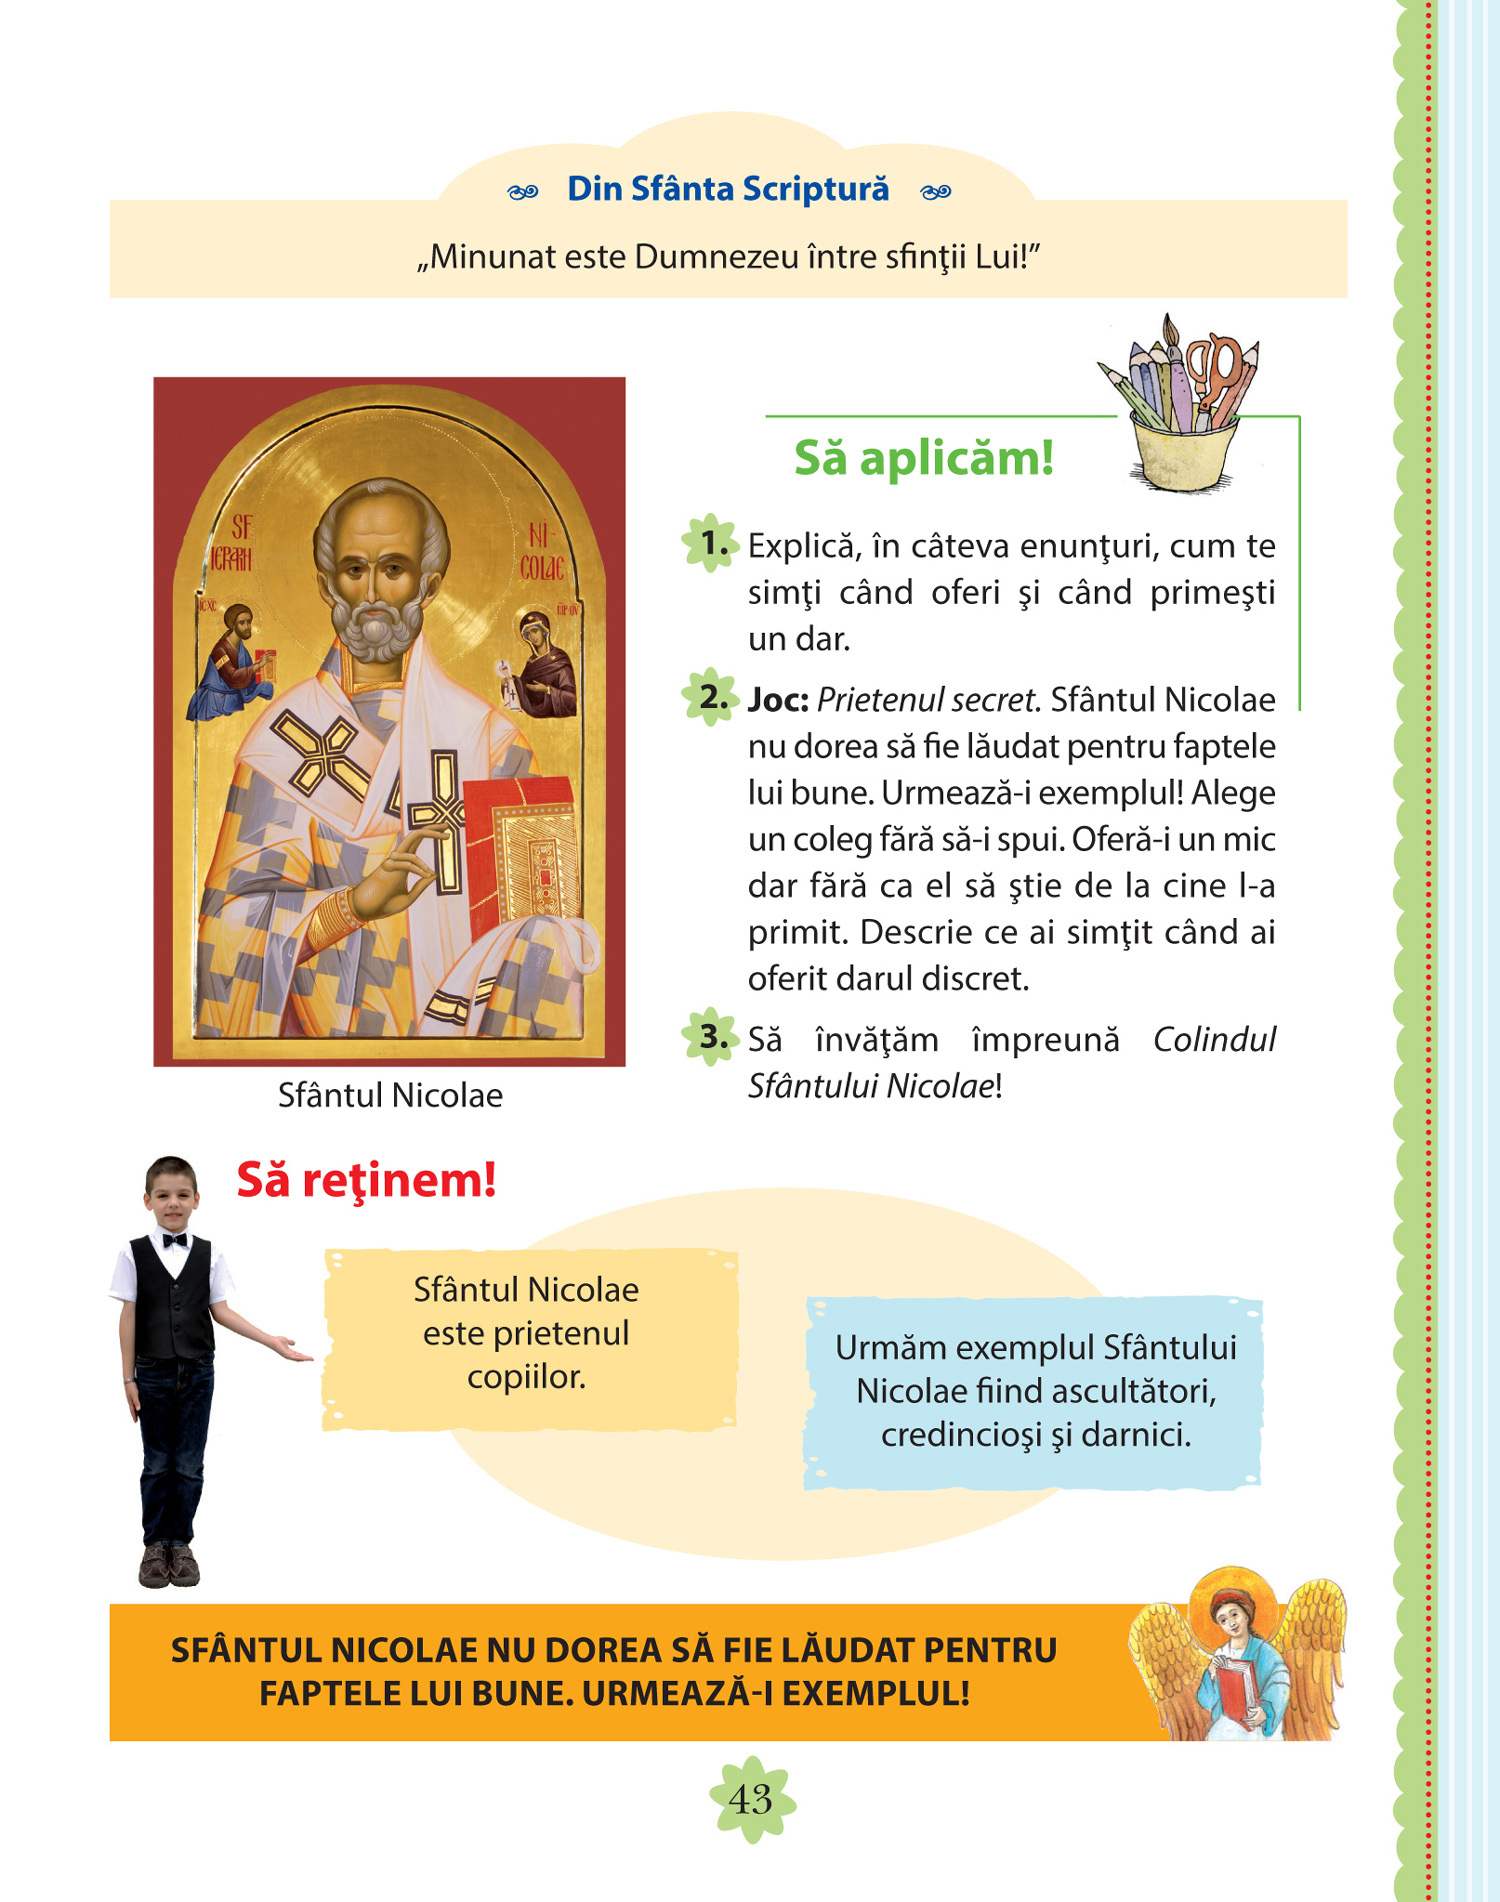 Din Sfânta Scriptură
„Minunat este Dumnezeu între sfinţii Lui!”
SF. NI-
IERARH COLAE
IC XC
Să aplicăm!
1. Explică, în câteva enunţuri, cum te
simţi când oferi şi când primeşti
un dar.
2. Joc: Prietenul secret. Sfântul Nicolae
nu dorea să fie lăudat pentru faptele
lui bune. Urmează-i exemplul! Alege
un coleg fără să-i spui. Oferă-i un mic
dar fără ca el să ştie de la cine l-a
primit. Descrie ce ai simţit când ai
oferit darul discret.
3. Să învăţăm împreună Colindul
Sfântului Nicolae!
Sfântul Nicolae
Să reţinem!
Sfântul Nicolae
este prietenul
copiilor.
Urmăm exemplul Sfântului
Nicolae fiind ascultători,
credincioşi şi darnici.
SFÂNTUL NICOLAE NU DOREA SĂ FIE LĂUDAT PENTRU
FAPTELE LUI BUNE. URMEAZĂ-I EXEMPLUL!
43